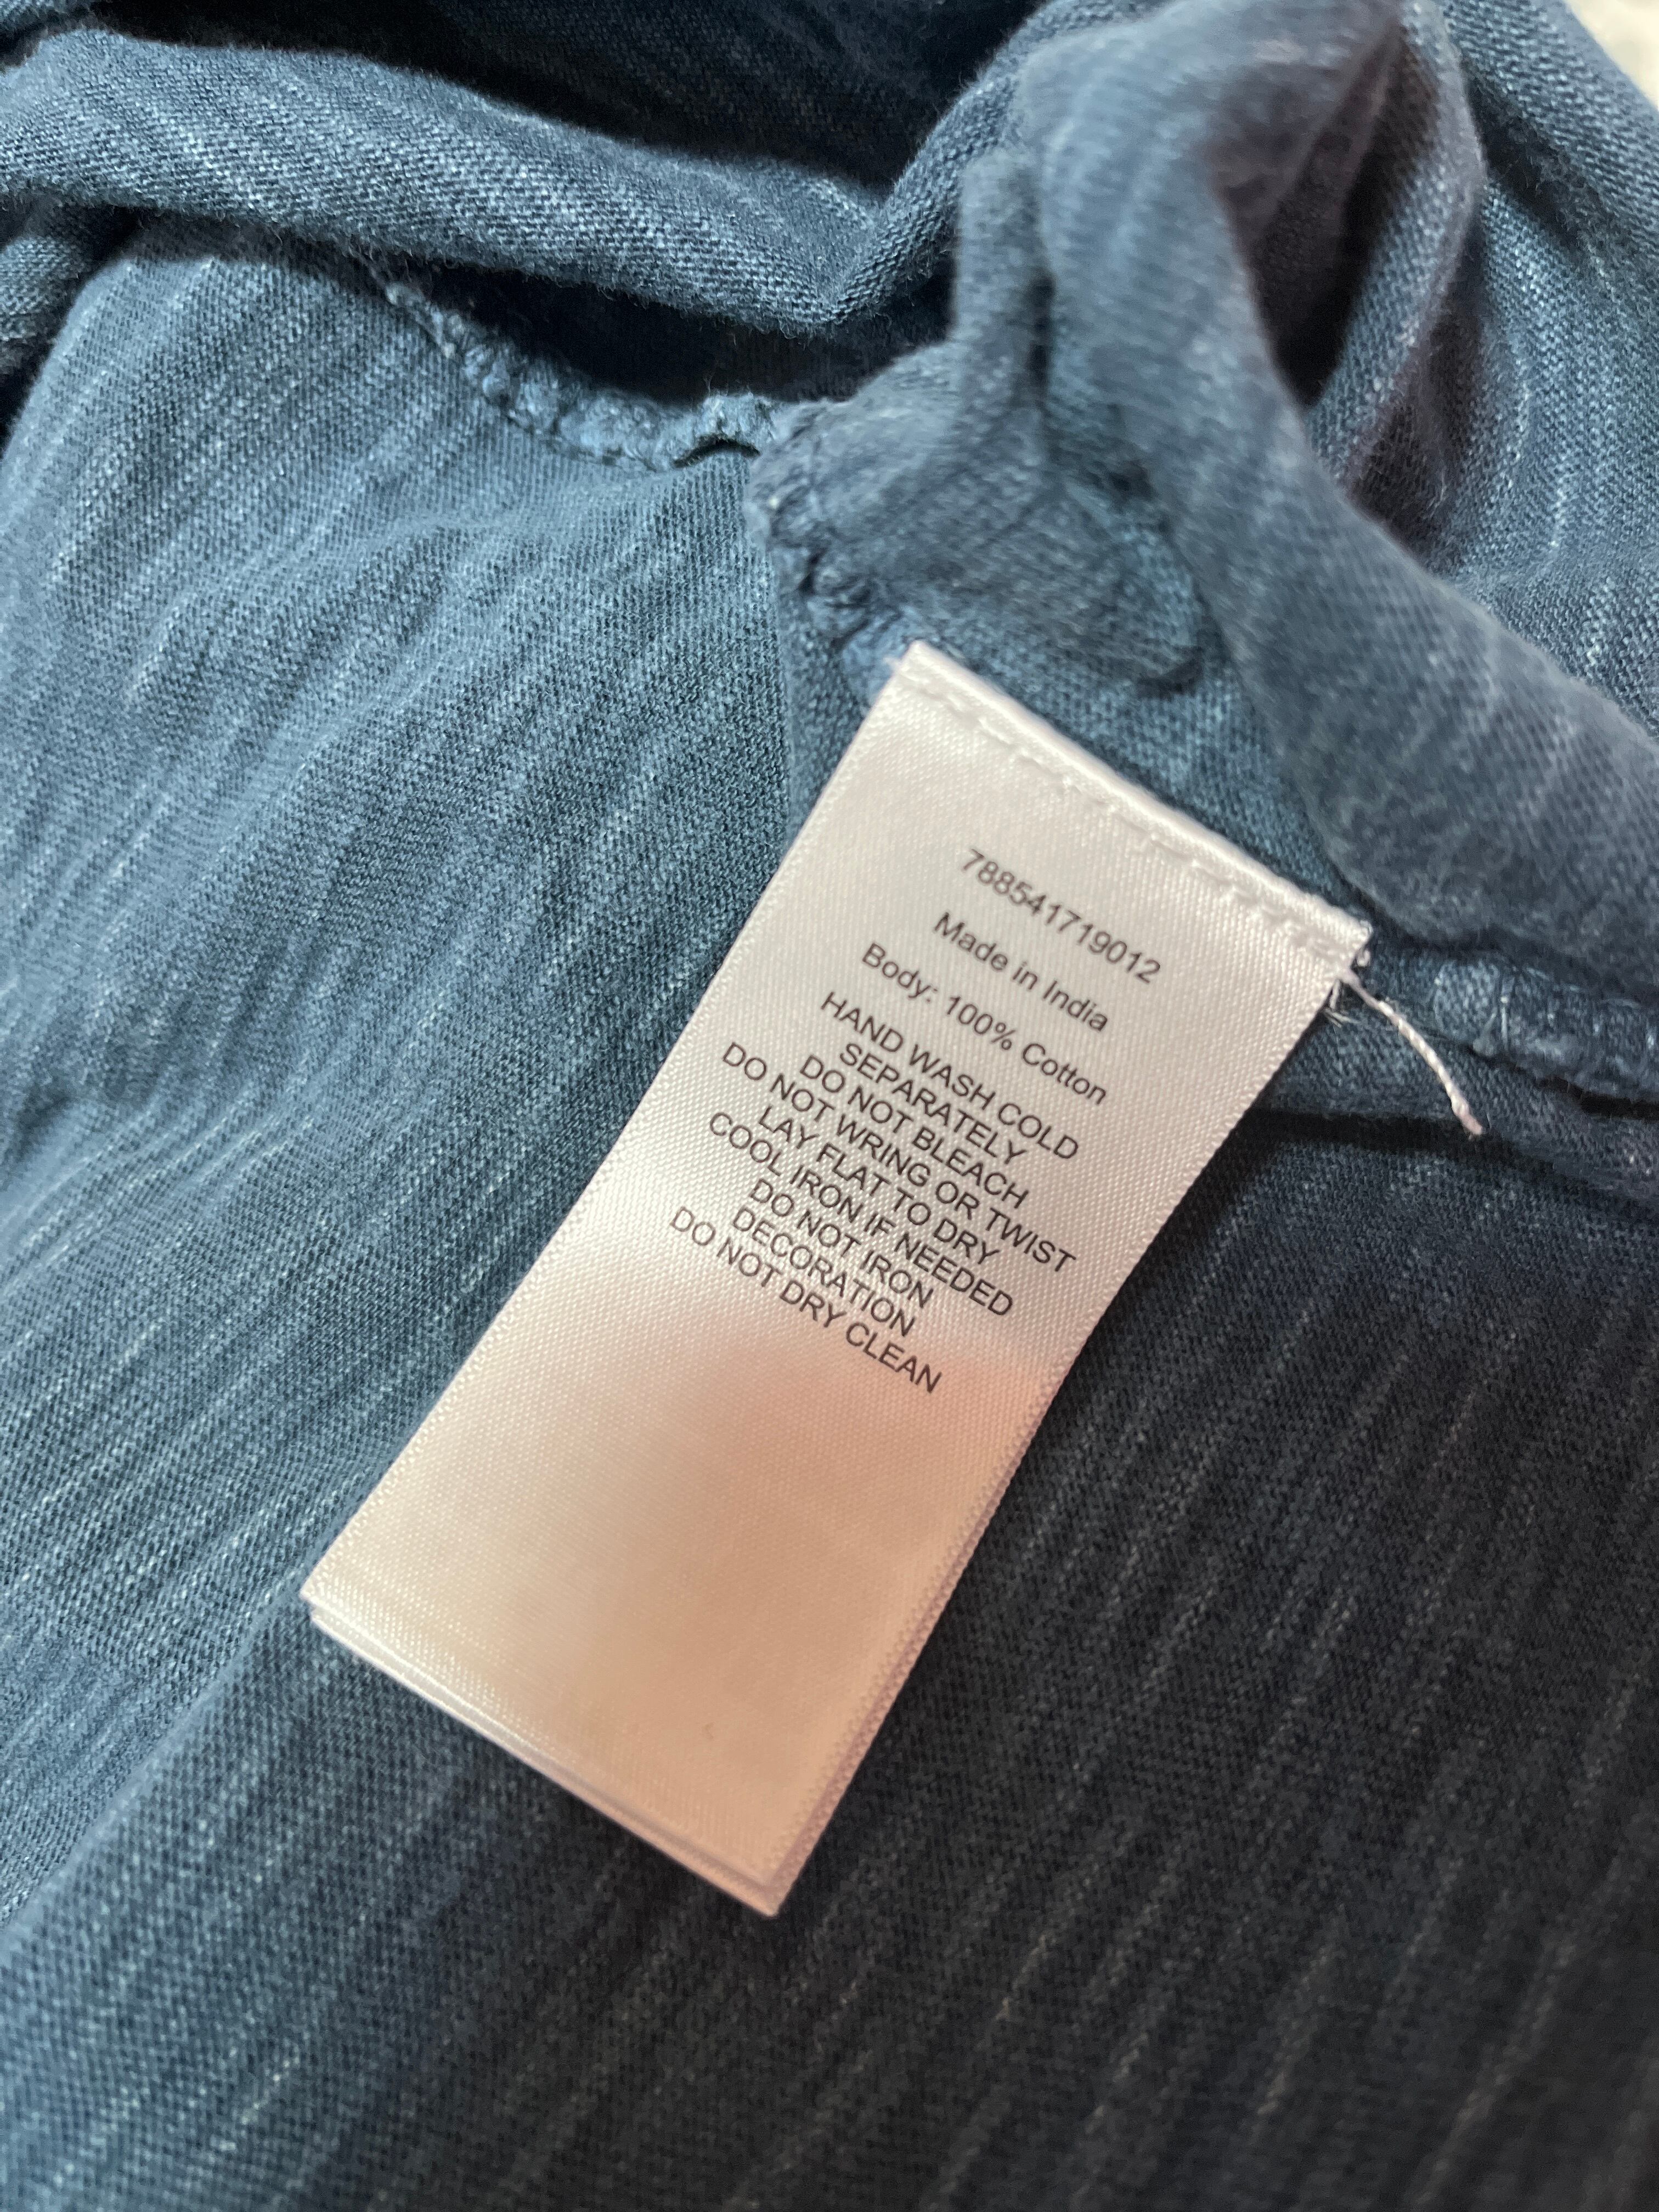 788541719012
Made in India
Body: 100% Cotton
HAND WASH COLD
SEPARATELY
DO NOT BLEACH
DO NOT WRING OR TWIST
LAY FLAT TO DRY
COOL IRON IF NEEDED
DO NOT IRON
DECORATION
DO NOT DRY CLEAN